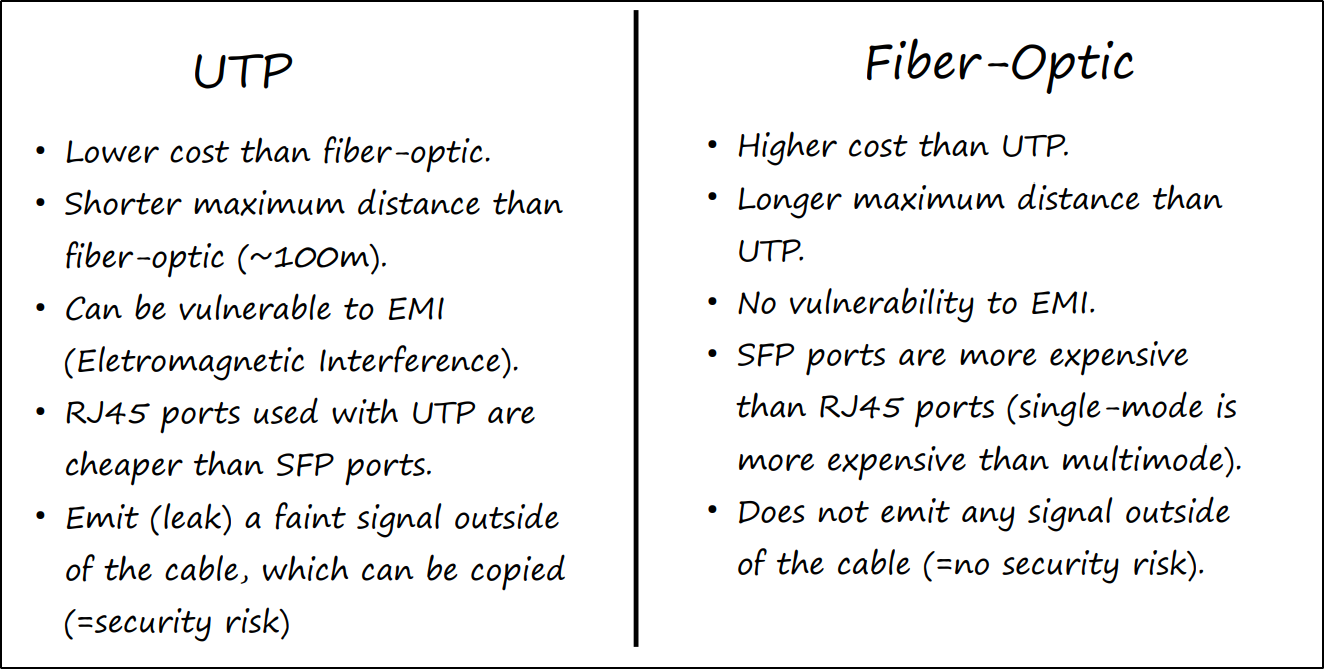 UTP
• Lower cost than fiber-optic.
• Shorter maximum distance than
fiber-optic (~100m).
• Can be vulnerable to EMI
(Eletromagnetic Interference).
• RJ45 ports used with UTP are
cheaper than SFP ports.
• Emit (leak) a faint signal outside
of the cable, which can be copied
(=security risk)
Fiber-Optic
• Higher cost than UTP.
• Longer maximum distance than
UTP.
• No vulnerability to EMI.
• SFP ports are more expensive
than RJ45 ports (single-mode is
more expensive than multimode).
• Does not emit any signal outside
of the cable (=no security risk).